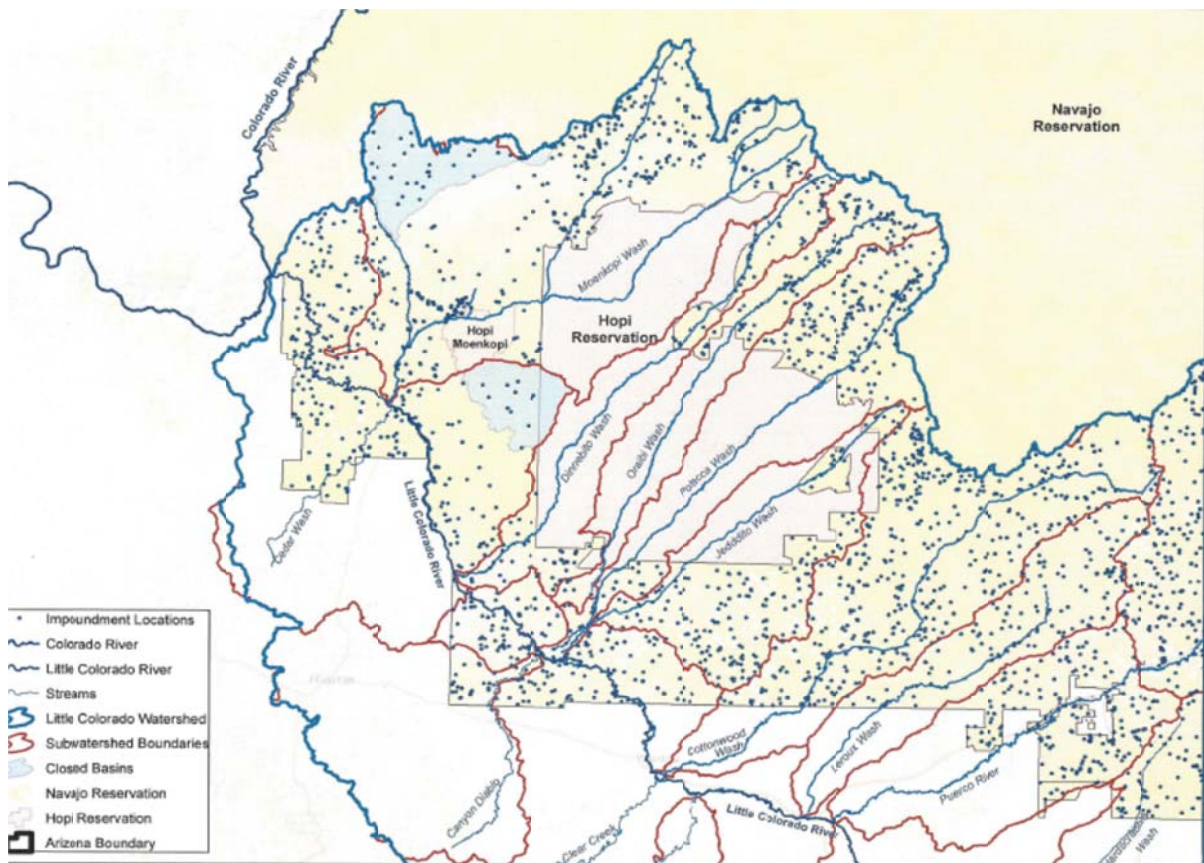 Colorado River
Navajo
Reservation
Moenkopi Wash
Hopi
Moenkopi
Hopi
Reservation
Dinnebito Wash
Oraibi Wash
Polacca Wash
Jeddito Wash
Little Colorado River
Wash
Impoundment Locations
Colorado River
Little Colorado River
Streams
Little Colorado Watershed
Subwatershed Boundaries
Closed Basins
Navajo Reservation
Hopi Reservation
Arizona Boundary
Cottonwood
Wash
Leroux Wash
Puerco River
Canyon Diablo
Clear Creek
Little Colorado River
Wash